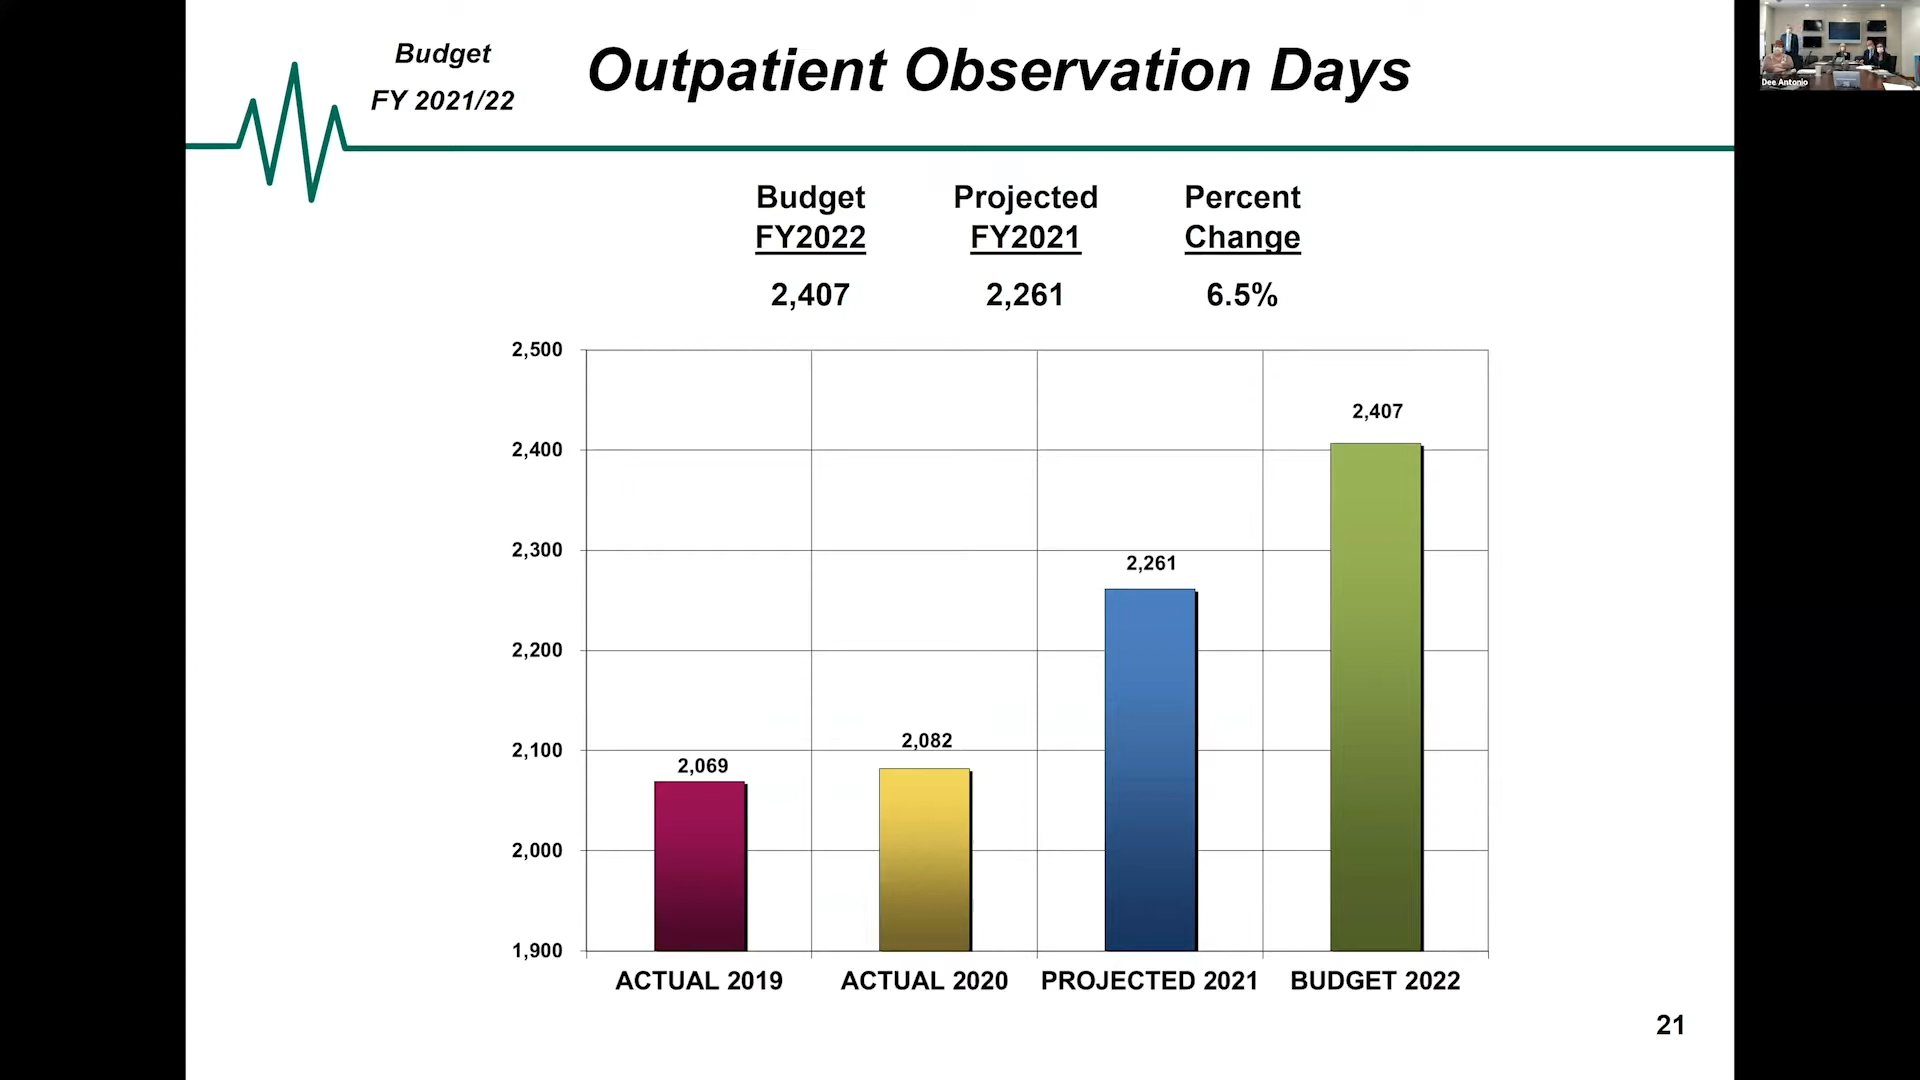 Budget
FY 2021/22
Outpatient Observation Days
Dee Antonio
Budget Projected Percent
FY2022 FY2021 Change
2,407 2,261 6.5%
2,500
2,400
2,300
2,200
2,100
2,000
1,900
2,069
2,082
2,261
2,407
ACTUAL 2019 ACTUAL 2020 PROJECTED 2021 BUDGET 2022
21